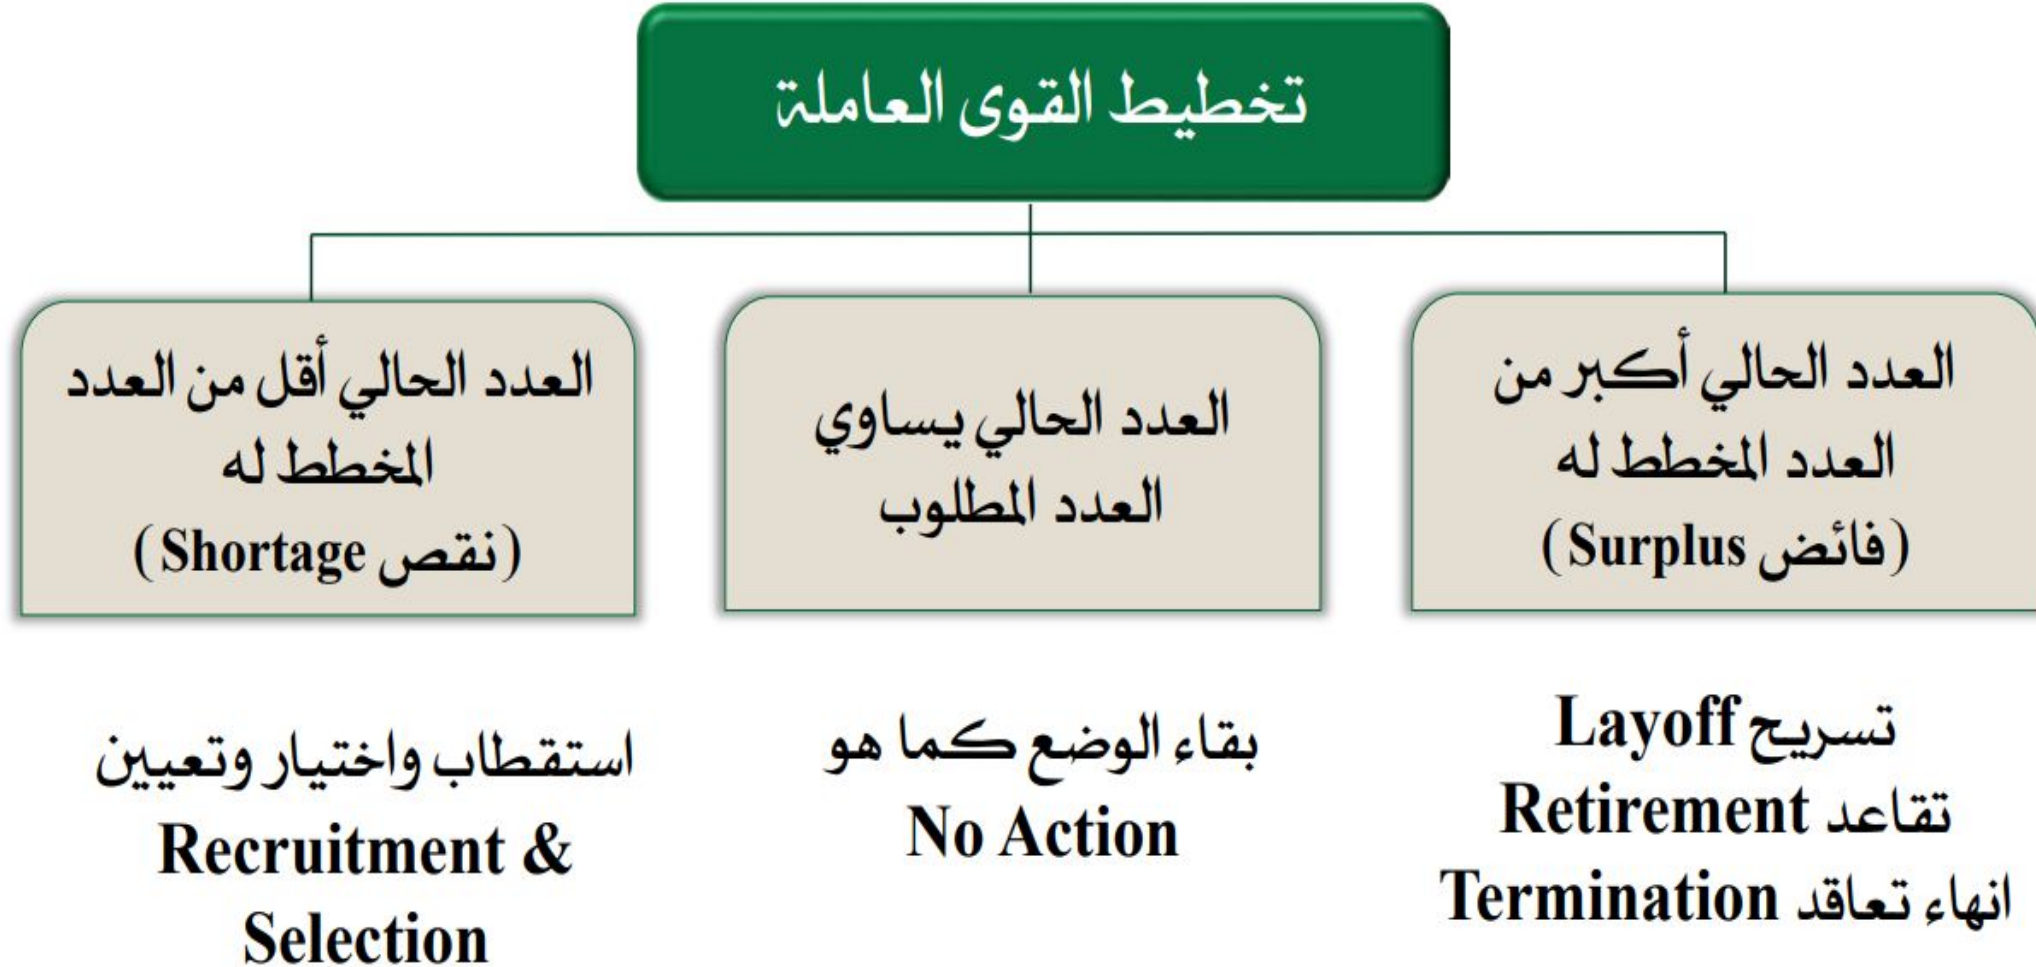 تخطيط القوى العاملة
العدد الحالي أكبر من
العدد المخطط له
(فائض Surplus)
تسريح Layoff
تقاعد Retirement
انهاء تعاقد Termination
العدد الحالي يساوي
العدد المطلوب
بقاء الوضع كما هو
No Action
العدد الحالي أقل من العدد
المخطط له
(نقص Shortage)
استقطاب واختيار وتعيين
Recruitment &
Selection